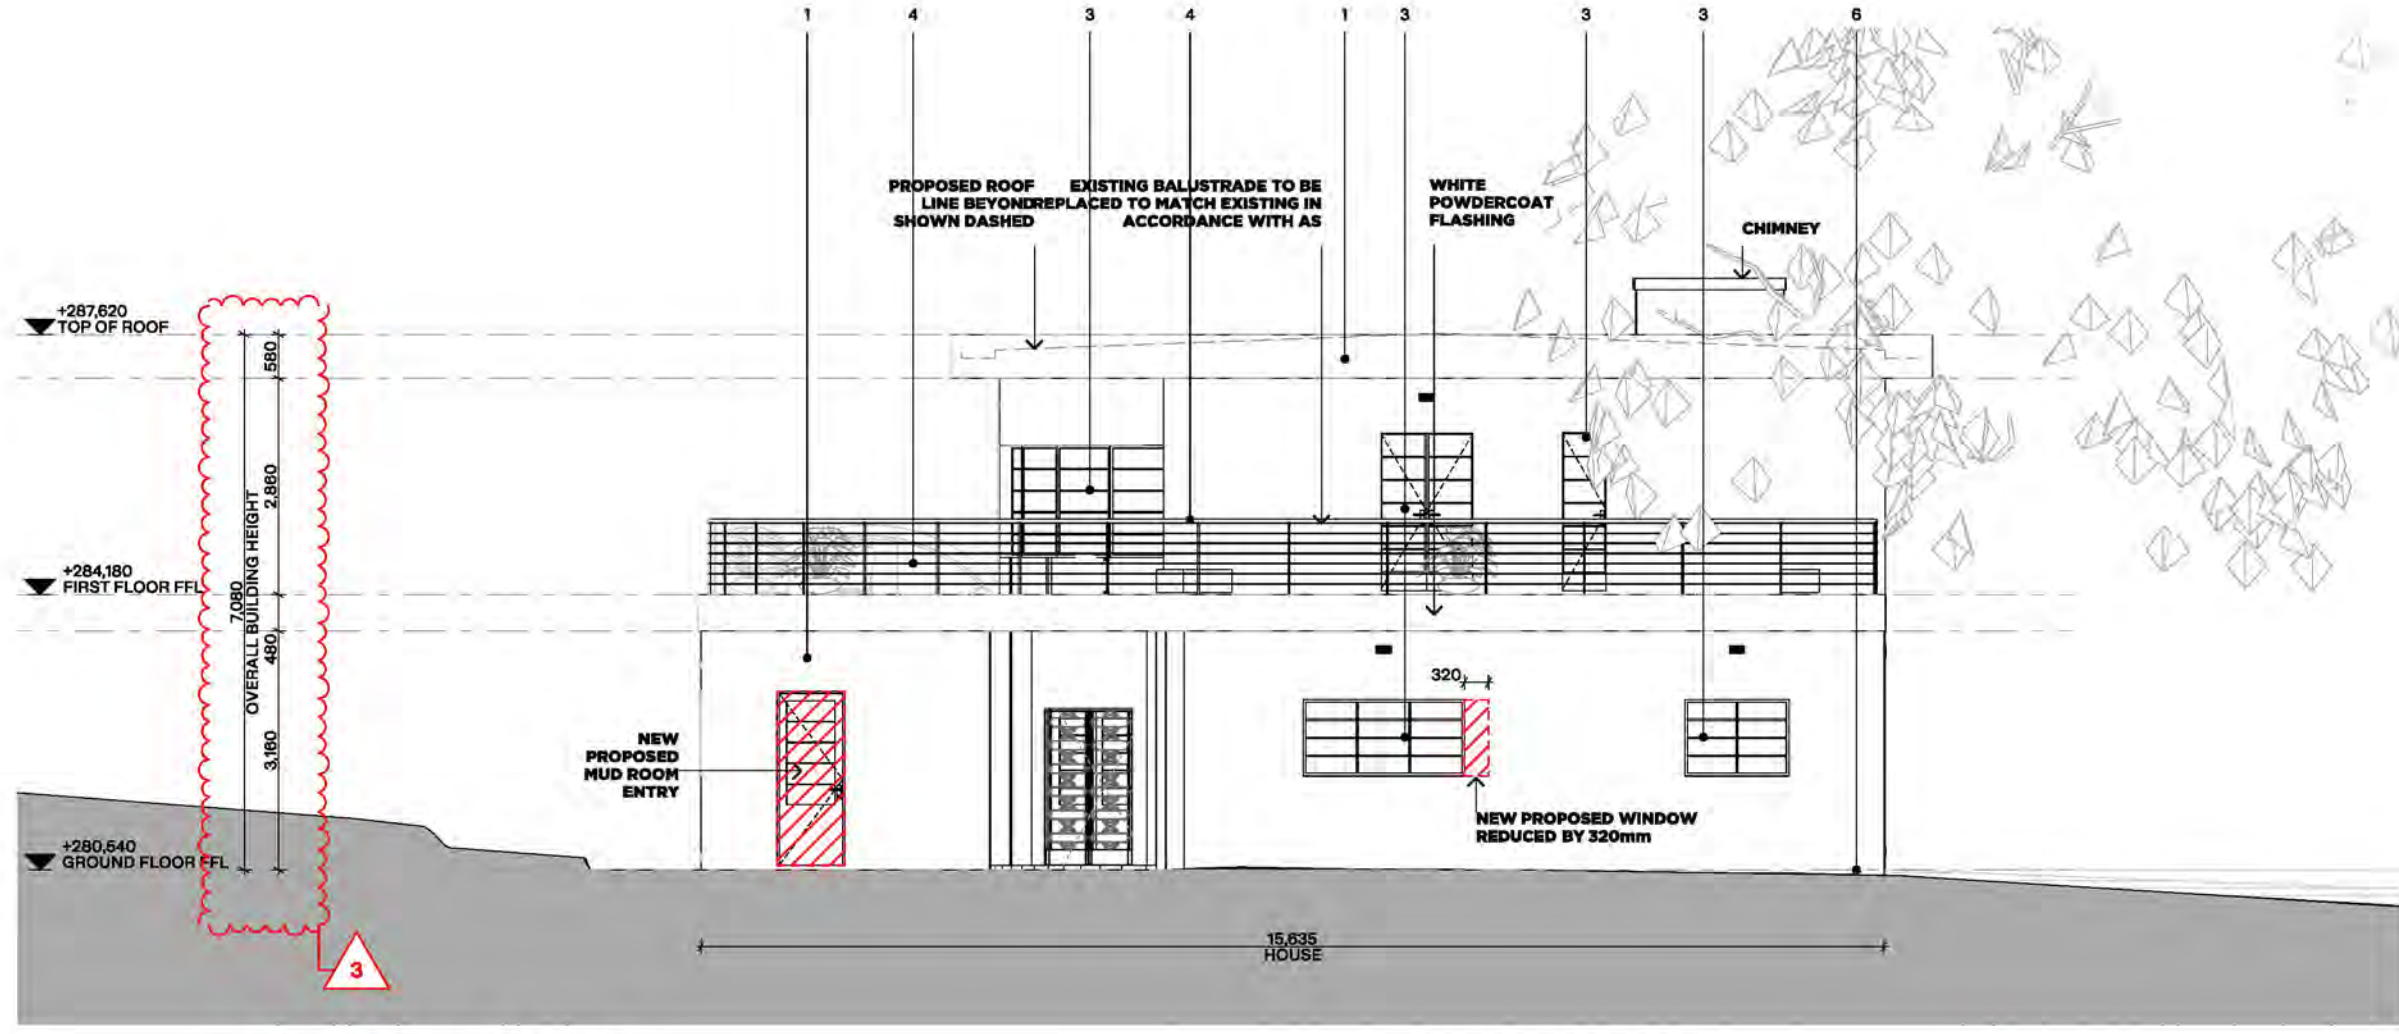 1 4 3 4 1 3 3 3 6
PROPOSED ROOF
LINE BEYOND
SHOWN DASHED
EXISTING BALUSTRADE TO BE
REPLACED TO MATCH EXISTING IN
ACCORDANCE WITH AS
WHITE
POWDERCOAT
FLASHING
CHIMNEY
+287,620
TOP OF ROOF
580
2,860
+284,180
FIRST FLOOR FFL
7,080
OVERALL BUILDING HEIGHT
480
3,160
+280,540
GROUND FLOOR FFL
3
NEW
PROPOSED
MUD ROOM
ENTRY
320
NEW PROPOSED WINDOW
REDUCED BY 320mm
15,635
HOUSE